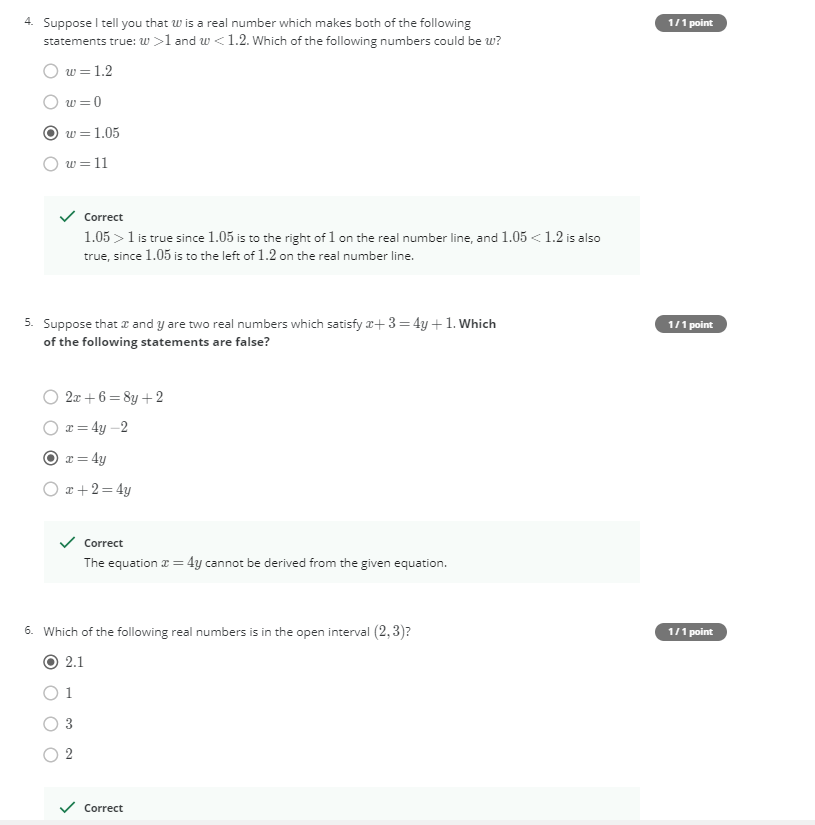 4. Suppose I tell you that w is a real number which makes both of the following
1 / 1 point
statements true: w >1 and w < 1.2. Which of the following numbers could be w?
w = 1.2
w = 0
w = 1.05
w = 11
Correct
1.05 > 1 is true since 1.05 is to the right of 1 on the real number line, and 1.05 < 1.2 is also
true, since 1.05 is to the left of 1.2 on the real number line.
5. Suppose that x and y are two real numbers which satisfy x+ 3 = 4y + 1. Which
1 / 1 point
of the following statements are false?
2x + 6 = 8y + 2
x = 4y −2
x = 4y
x + 2 = 4y
Correct
The equation x = 4y cannot be derived from the given equation.
6. Which of the following real numbers is in the open interval (2, 3)?
1 / 1 point
2.1
1
3
2
Correct